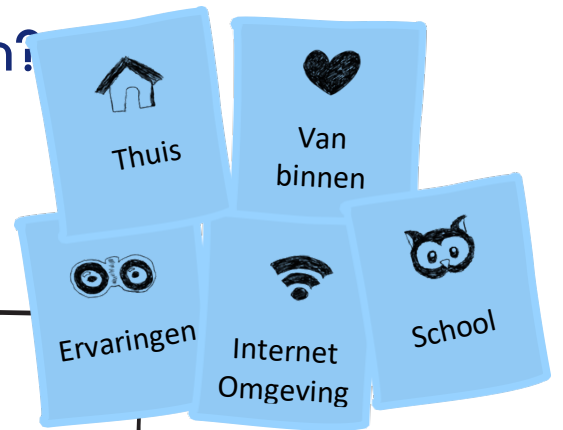 n?
Thuis
Van
binnen
Ervaringen
Internet
Omgeving
School